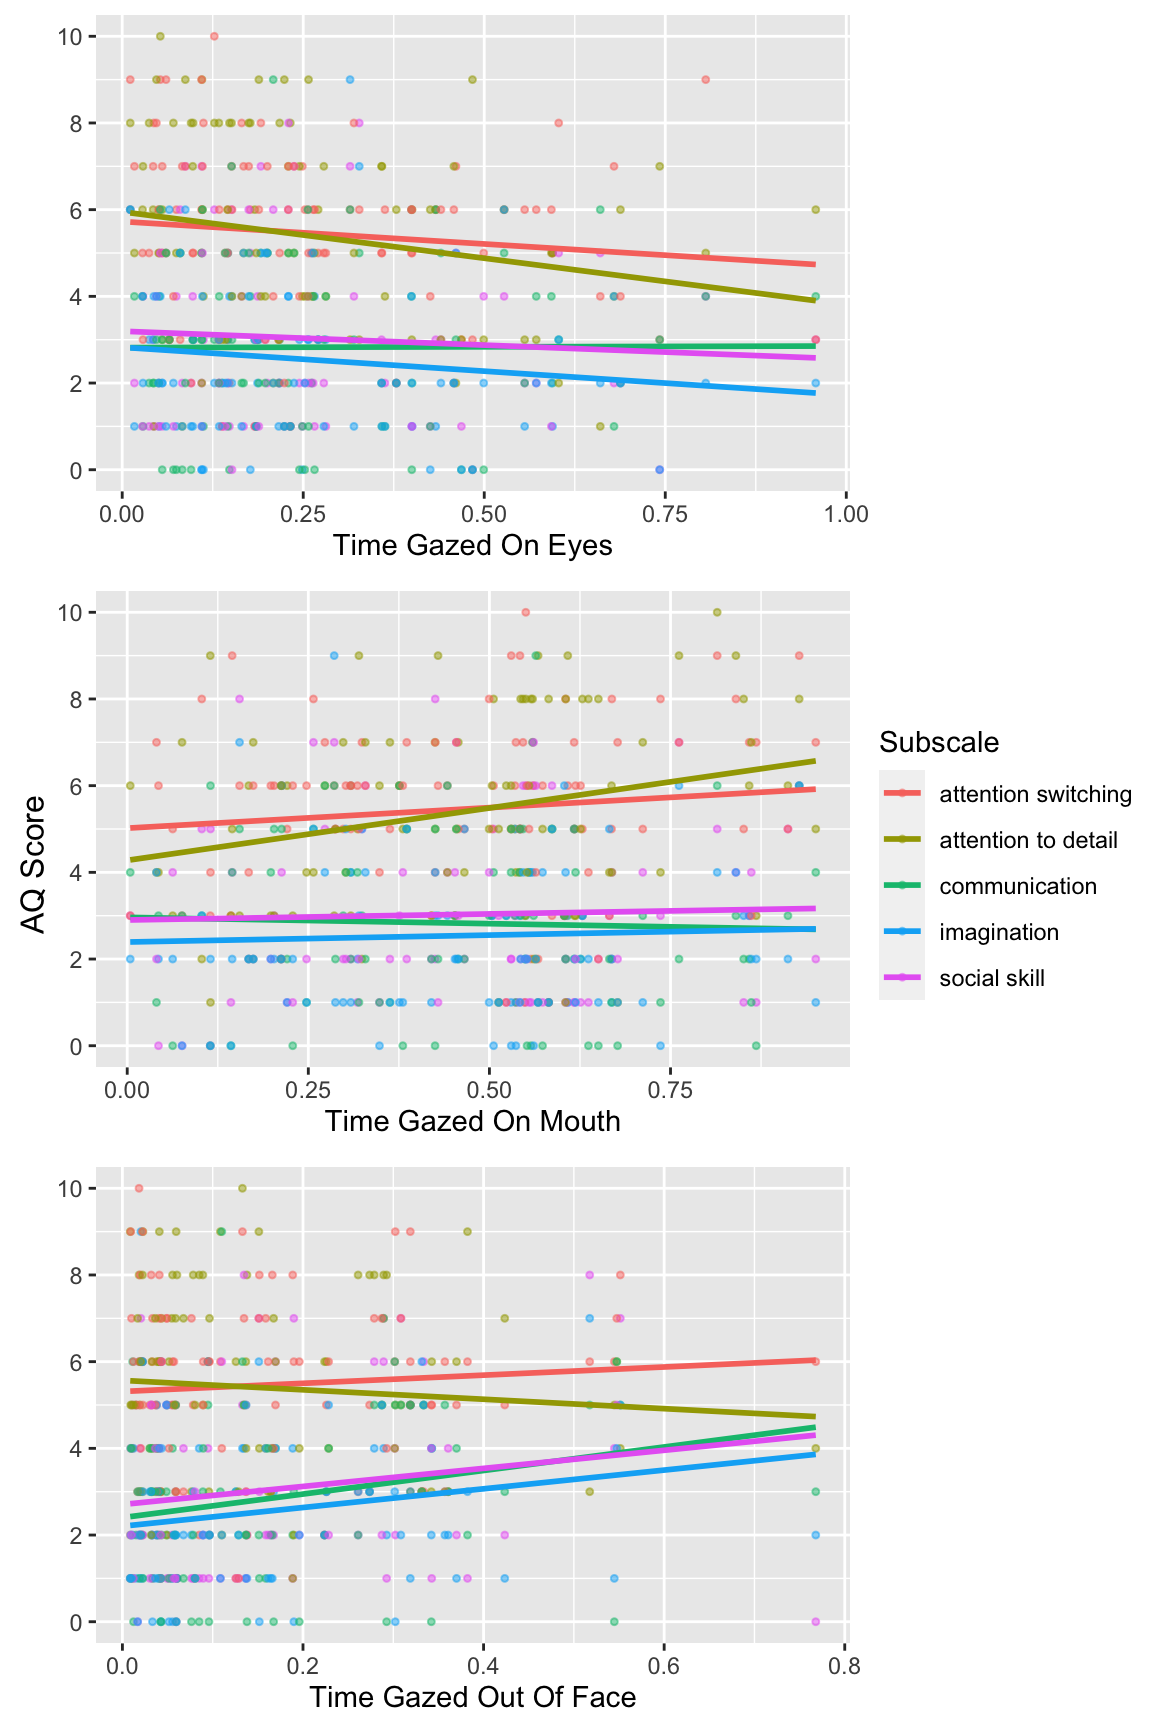 10
8
6
4
2
0
0.00 0.25 0.50 0.75 1.00
Time Gazed On Eyes
10
8
6
4
2
0
0.00 0.25 0.50 0.75
Time Gazed On Mouth
AQ Score
10
8
6
4
2
0
0.0 0.2 0.4 0.6 0.8
Time Gazed Out Of Face
Subscale
attention switching
attention to detail
communication
imagination
social skill